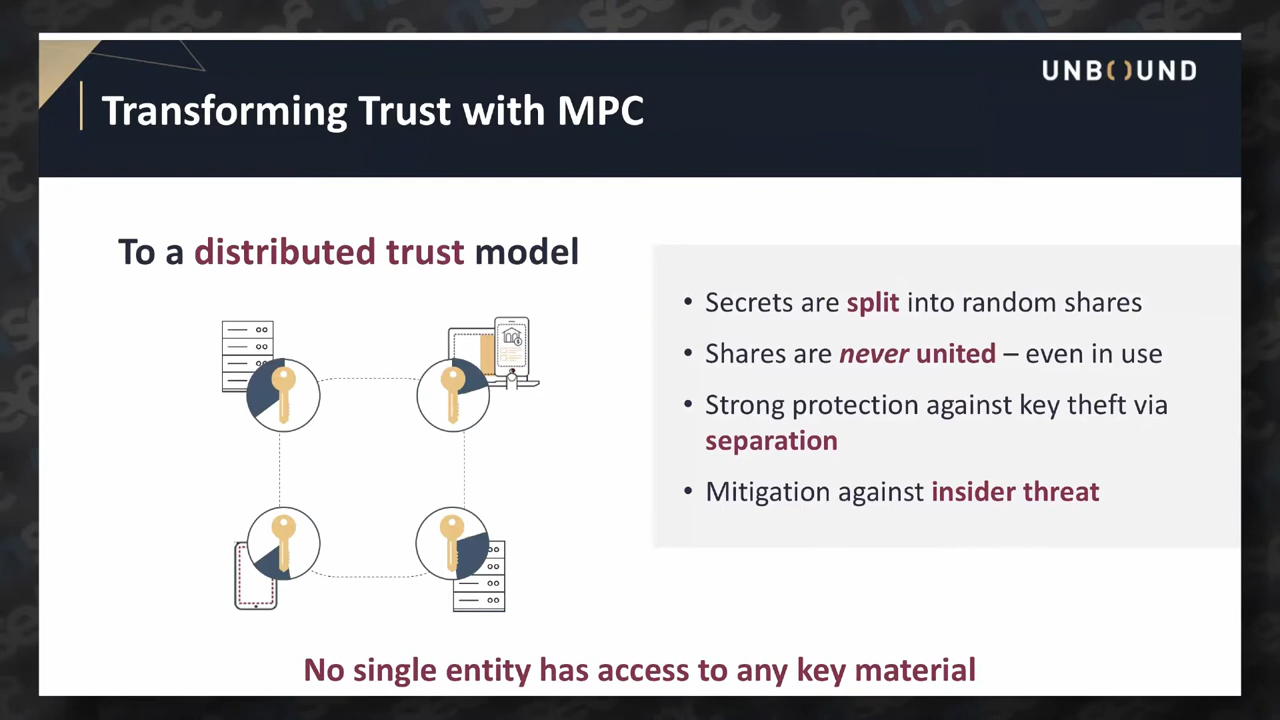 UNBOUND
Transforming Trust with MPC
To a distributed trust model
• Secrets are split into random shares
• Shares are never united – even in use
• Strong protection against key theft via
separation
• Mitigation against insider threat
No single entity has access to any key material